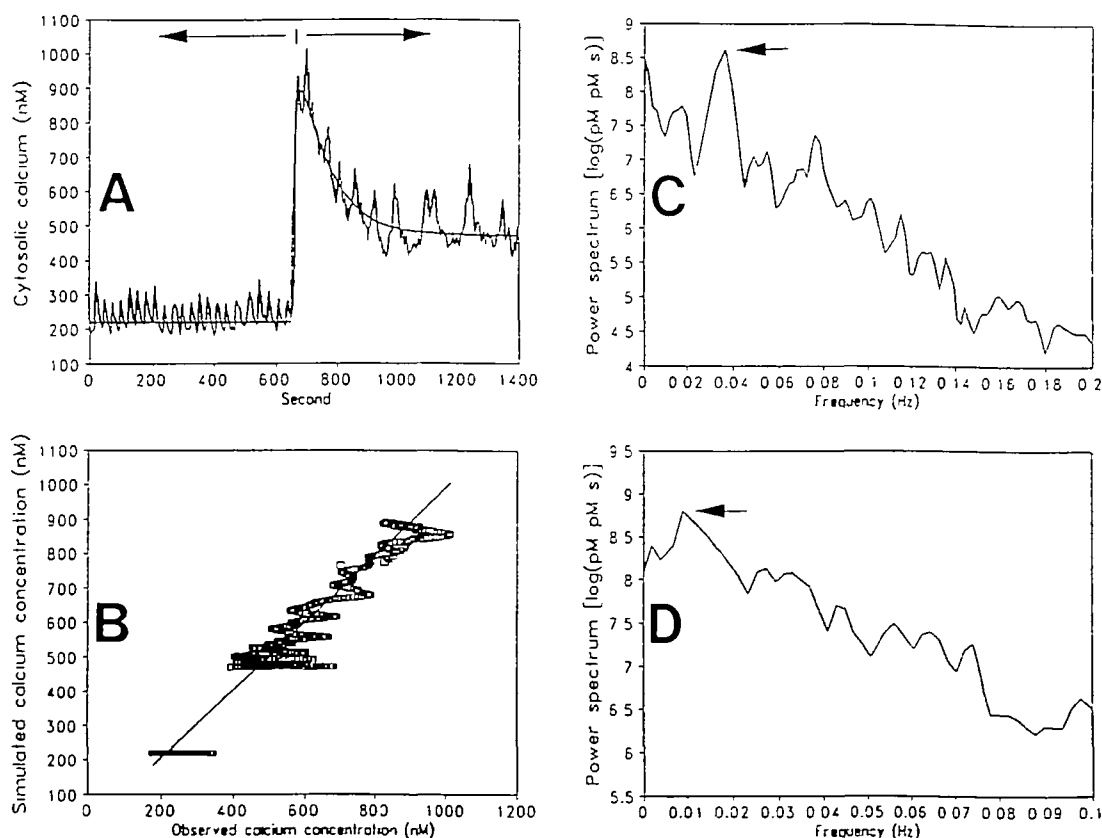 A
Cytosolic calcium (nM)
1100
1000
900
800
700
600
500
400
300
200
100
0 200 400 600 800 1000 1200 1400
Second
B
Simulated calcium concentration (nM)
1100
1000
900
800
700
600
500
400
300
200
100
0 200 400 600 800 1000 1200
Observed calcium concentration (nM)
C
Power spectrum [log(pM pM s)]
9
8 5
8
7 5
7
6 5
6
5 5
5
4 5
4
0 0 02 0 04 0 06 0 08 0 1 0 12 0 14 0 16 0 18 0 2
Frequency (Hz)
D
Power spectrum [log(pM pM s)]
9 5
9
8 5
8
7 5
7
6 5
6
5.5
0 0 01 0 02 0 03 0 04 0 05 0 06 0 07 0 08 0 09 0 1
Frequency (Hz)